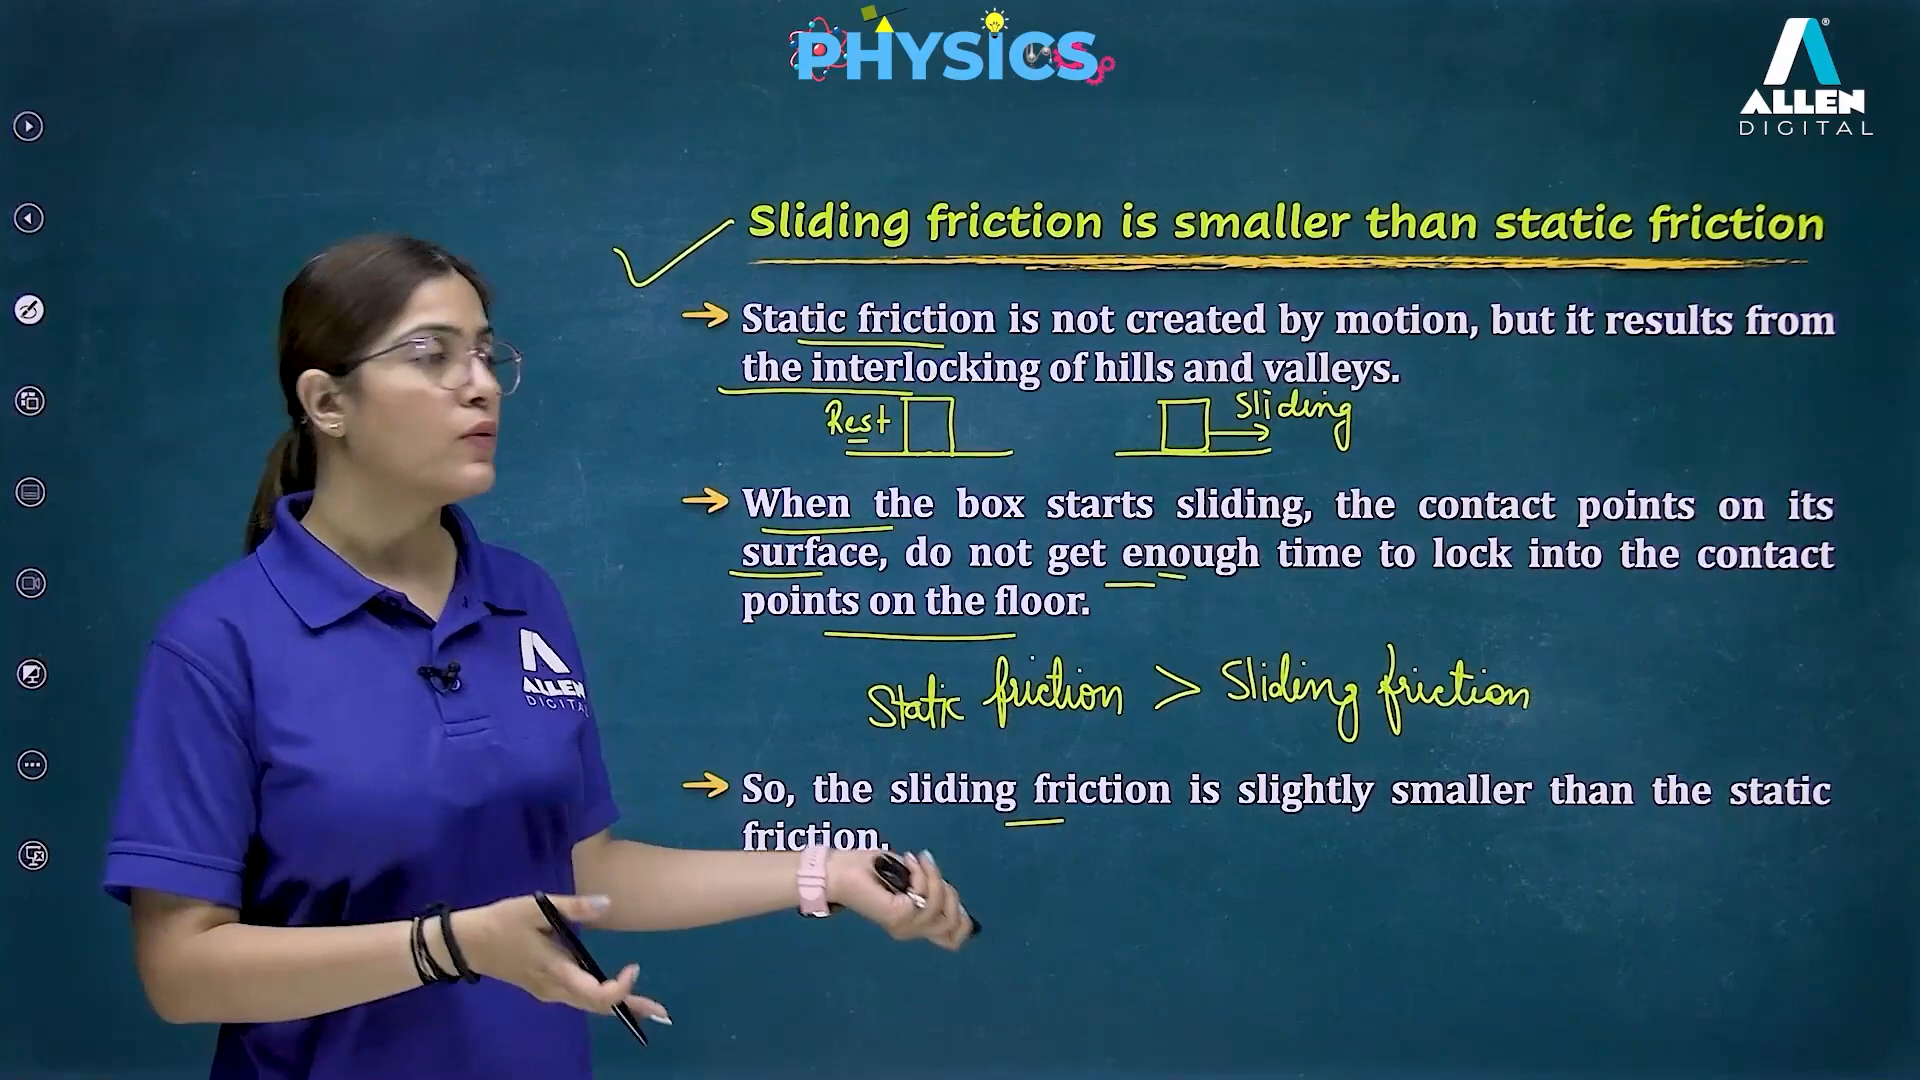 PHYSICS
ALLEN
DIGITAL
Sliding friction is smaller than static friction
Static friction is not created by motion, but it results from
the interlocking of hills and valleys.
Rest
Sliding
When the box starts sliding, the contact points on its
surface, do not get enough time to lock into the contact
points on the floor.
Static friction > Sliding friction
So, the sliding friction is slightly smaller than the static
friction.
ALLEN
DIGITAL